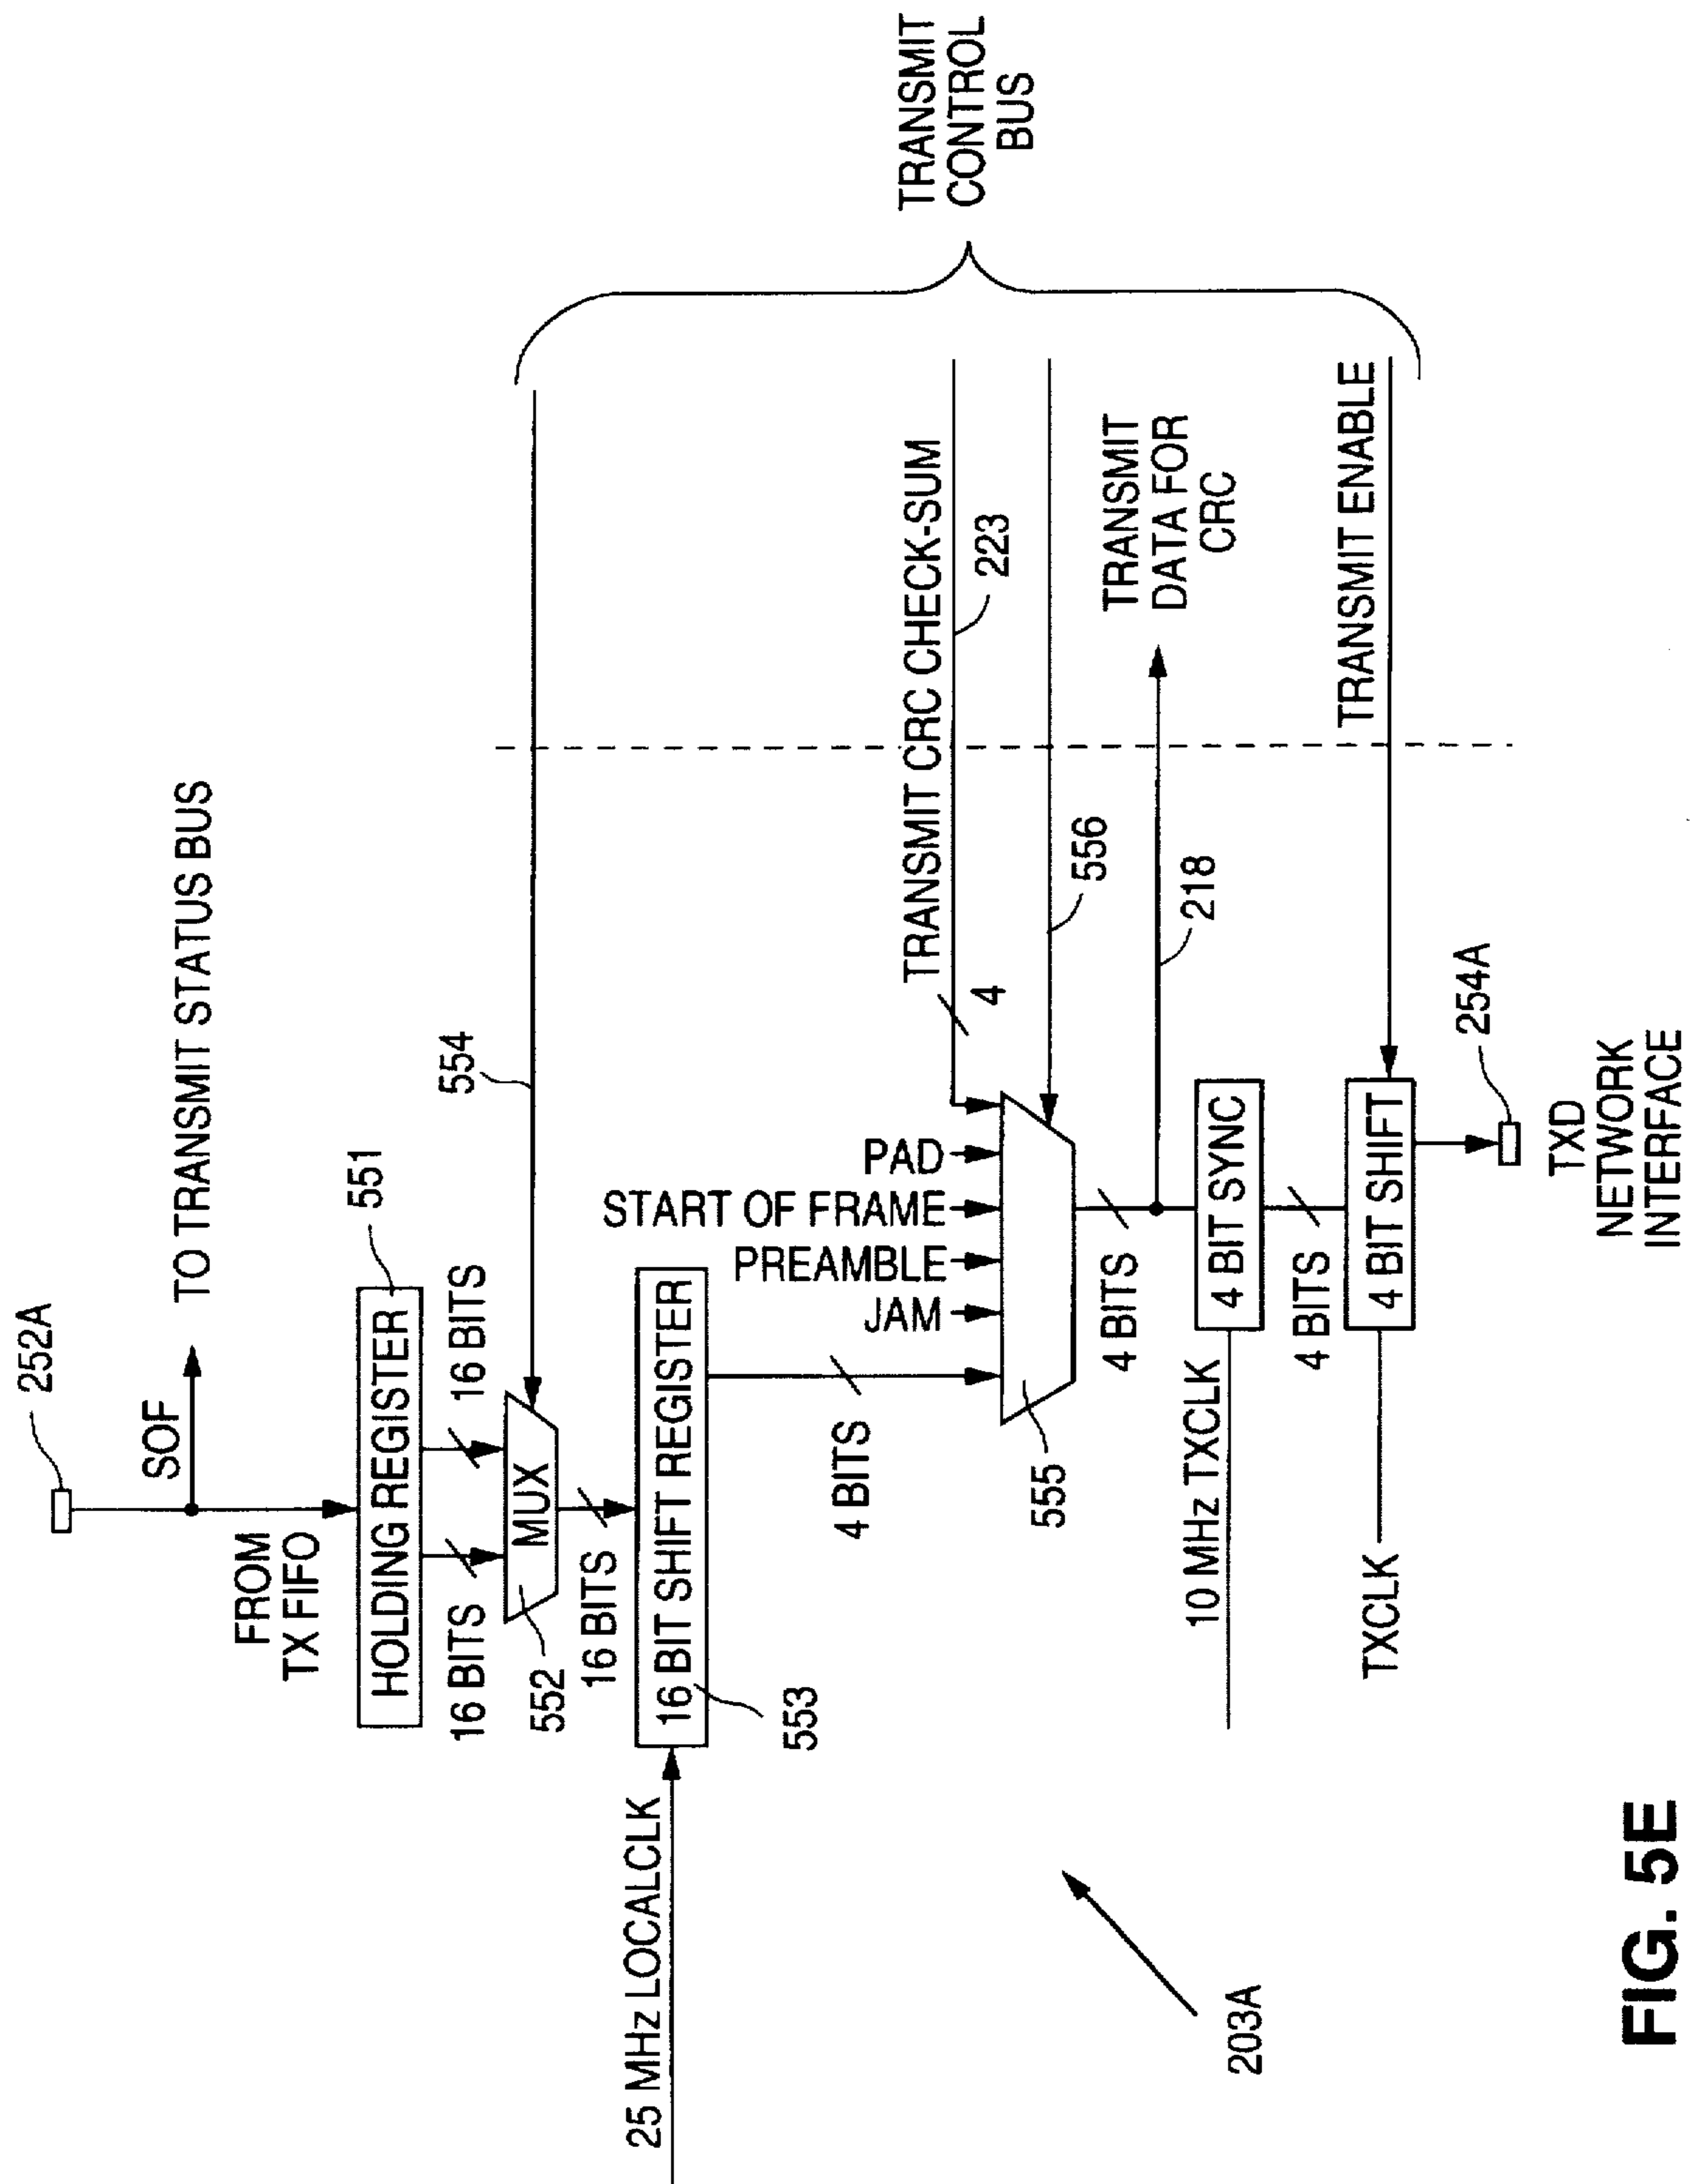 252A
SOF
TO TRANSMIT STATUS BUS
FROM
TX FIFO
HOLDING REGISTER
551
16 BITS
16 BITS
MUX
552
554
16 BITS
25 MHz LOCALCLK
16 BIT SHIFT REGISTER
553
4 BITS
JAM
PREAMBLE
START OF FRAME
PAD
4
TRANSMIT CRC CHECK-SUM
223
555
556
4 BITS
218
TRANSMIT
DATA FOR
CRC
10 MHz TXCLK
4 BIT SYNC
4 BITS
TXCLK
4 BIT SHIFT
TRANSMIT ENABLE
254A
TXD
NETWORK
INTERFACE
TRANSMIT
CONTROL
BUS
203A
FIG. 5E